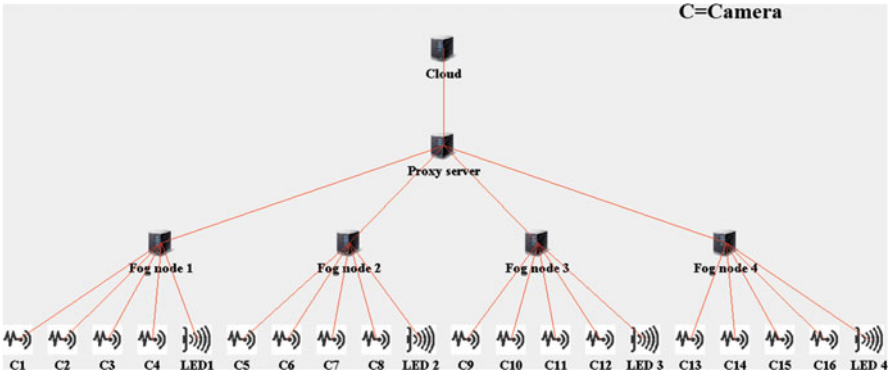 C=Camera
Cloud
Proxy server
Fog node 1 Fog node 2 Fog node 3 Fog node 4
C1 C2 C3 C4 LED1 C5 C6 C7 C8 LED 2 C9 C10 C11 C12 LED 3 C13 C14 C15 C16 LED 4